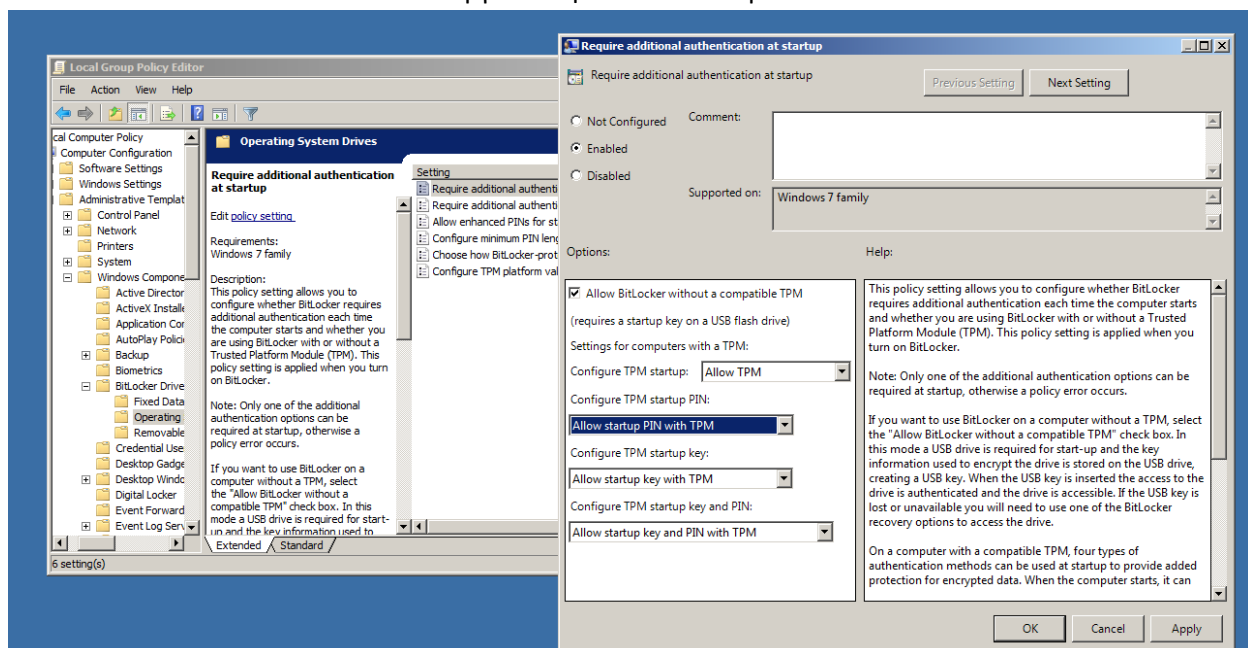 Local Group Policy Editor
File Action View Help
cal Computer Policy
Computer Configuration
Software Settings
Windows Settings
Administrative Templat
Control Panel
Network
Printers
System
Windows Compone
Active Director
ActiveX Installe
Application Cor
AutoPlay Polici
Backup
Biometrics
BitLocker Drive
Fixed Data
Operating
Removable
Credential Use
Desktop Gadge
Desktop Windo
Digital Locker
Event Forward
Event Log Serv
6 setting(s)
Operating System Drives
Require additional authentication
at startup
Edit policy setting
Requirements:
Windows 7 family
Description:
This policy setting allows you to
configure whether BitLocker requires
additional authentication each time
the computer starts and whether you
are using BitLocker with or without a
Trusted Platform Module (TPM). This
policy setting is applied when you turn
on BitLocker.
Note: Only one of the additional
authentication options can be
required at startup, otherwise a
policy error occurs.
If you want to use BitLocker on a
computer without a TPM, select
the "Allow BitLocker without a
compatible TPM" check box. In this
mode a USB drive is required for start-
up and the key information used to
Setting
Require additional authenti
Require additional authenti
Allow enhanced PINs for st
Configure minimum PIN leng
Choose how BitLocker-prot
Configure TPM platform val
Extended Standard
Require additional authentication at startup
Require additional authentication at startup
Previous Setting Next Setting
Not Configured Comment:
Enabled
Disabled
Supported on: Windows 7 family
Options: Help:
Allow BitLocker without a compatible TPM
(requires a startup key on a USB flash drive)
Settings for computers with a TPM:
Configure TPM startup: Allow TPM
Configure TPM startup PIN:
Allow startup PIN with TPM
Configure TPM startup key:
Allow startup key with TPM
Configure TPM startup key and PIN:
Allow startup key and PIN with TPM
This policy setting allows you to configure whether BitLocker
requires additional authentication each time the computer starts
and whether you are using BitLocker with or without a Trusted
Platform Module (TPM). This policy setting is applied when you
turn on BitLocker.
Note: Only one of the additional authentication options can be
required at startup, otherwise a policy error occurs.
If you want to use BitLocker on a computer without a TPM, select
the "Allow BitLocker without a compatible TPM" check box. In
this mode a USB drive is required for start-up and the key
information used to encrypt the drive is stored on the USB drive,
creating a USB key. When the USB key is inserted the access to the
drive is authenticated and the drive is accessible. If the USB key is
lost or unavailable you will need to use one of the BitLocker
recovery options to access the drive.
On a computer with a compatible TPM, four types of
authentication methods can be used at startup to provide added
protection for encrypted data. When the computer starts, it can
OK Cancel Apply